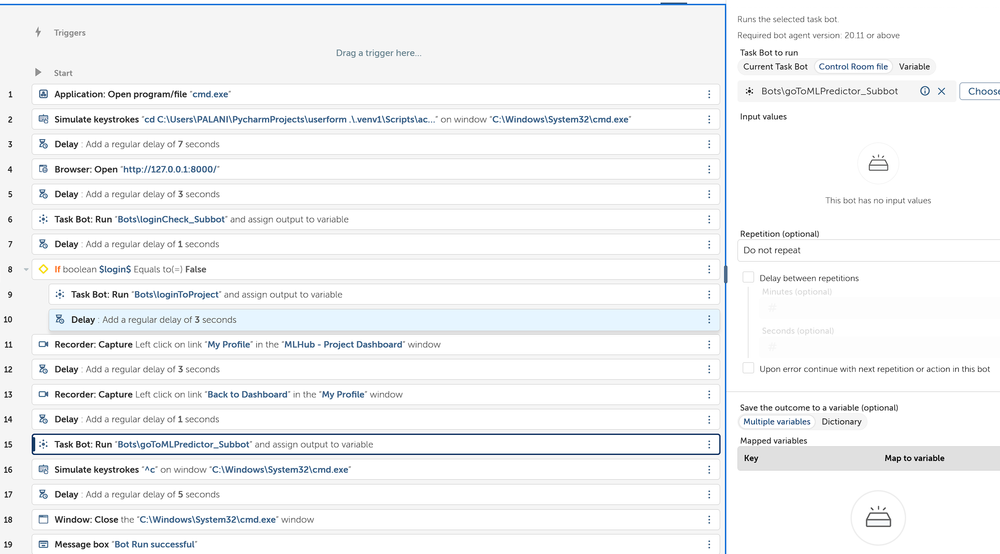 Triggers
Drag a trigger here...
Start
1 Application: Open program/file “cmd.exe”
2 Simulate keystrokes “cd C:\Users\PALANI\PycharmProjects\userform .\.venv1\Scripts\ac...” on window “C:\Windows\System32\cmd.exe”
3 Delay : Add a regular delay of 7 seconds
4 Browser: Open “http://127.0.0.1:8000/”
5 Delay : Add a regular delay of 3 seconds
6 Task Bot: Run “Bots\loginCheck_Subbot” and assign output to variable
7 Delay : Add a regular delay of 1 seconds
8 If boolean $login$ Equals to(=) False
9 Task Bot: Run “Bots\loginToProject” and assign output to variable
10 Delay : Add a regular delay of 3 seconds
11 Recorder: Capture Left click on link “My Profile” in the “MLHub - Project Dashboard” window
12 Delay : Add a regular delay of 3 seconds
13 Recorder: Capture Left click on link “Back to Dashboard” in the “My Profile” window
14 Delay : Add a regular delay of 1 seconds
15 Task Bot: Run “Bots\goToMLPredictor_Subbot” and assign output to variable
16 Simulate keystrokes “^c” on window “C:\Windows\System32\cmd.exe”
17 Delay : Add a regular delay of 5 seconds
18 Window: Close the “C:\Windows\System32\cmd.exe” window
19 Message box “Bot Run successful”
Runs the selected task bot.
Required bot agent version: 20.11 or above
Task Bot to run
Current Task Bot Control Room file Variable
Bots\goToMLPredictor_Subbot Choose
Input values
This bot has no input values
Repetition (optional)
Do not repeat
Delay between repetitions
Minutes (optional)
#
Seconds (optional)
#
Upon error continue with next repetition or action in this bot
Save the outcome to a variable (optional)
Multiple variables Dictionary
Mapped variables
Key Map to variable